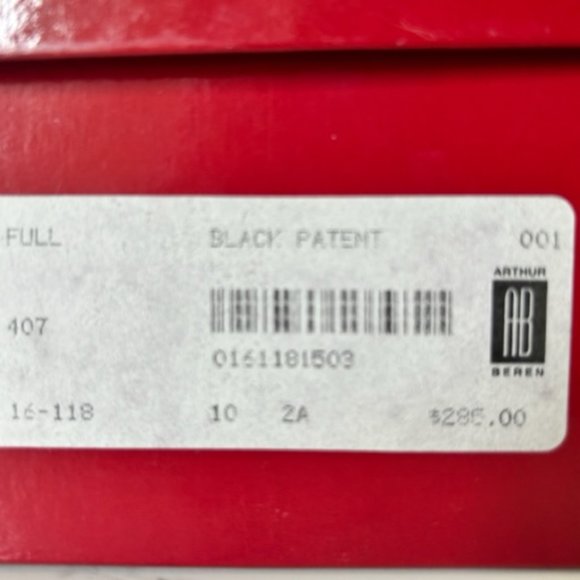 FULL BLACK PATENT 001
ARTHUR
AB
407
0161181503
BEREN
16-118 10 2A $285.00